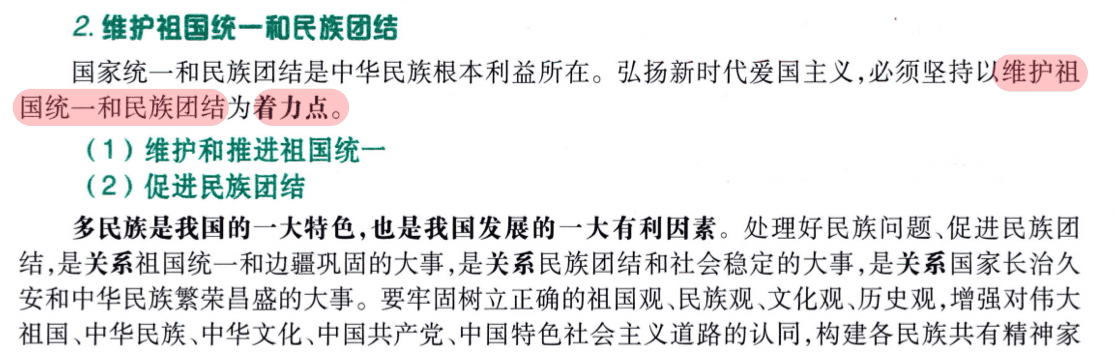 2. 维护祖国统一和民族团结
国家统一和民族团结是中华民族根本利益所在。弘扬新时代爱国主义,必须坚持以维护祖
国统一和民族团结为着力点。
(1)维护和推进祖国统一
(2)促进民族团结
多民族是我国的一大特色,也是我国发展的一大有利因素。处理好民族问题、促进民族团
结,是关系祖国统一和边疆巩固的大事,是关系民族团结和社会稳定的大事,是关系国家长治久
安和中华民族繁荣昌盛的大事。要牢固树立正确的祖国观、民族观、文化观、历史观,增强对伟大
祖国、中华民族、中华文化、中国共产党、中国特色社会主义道路的认同,构建各民族共有精神家